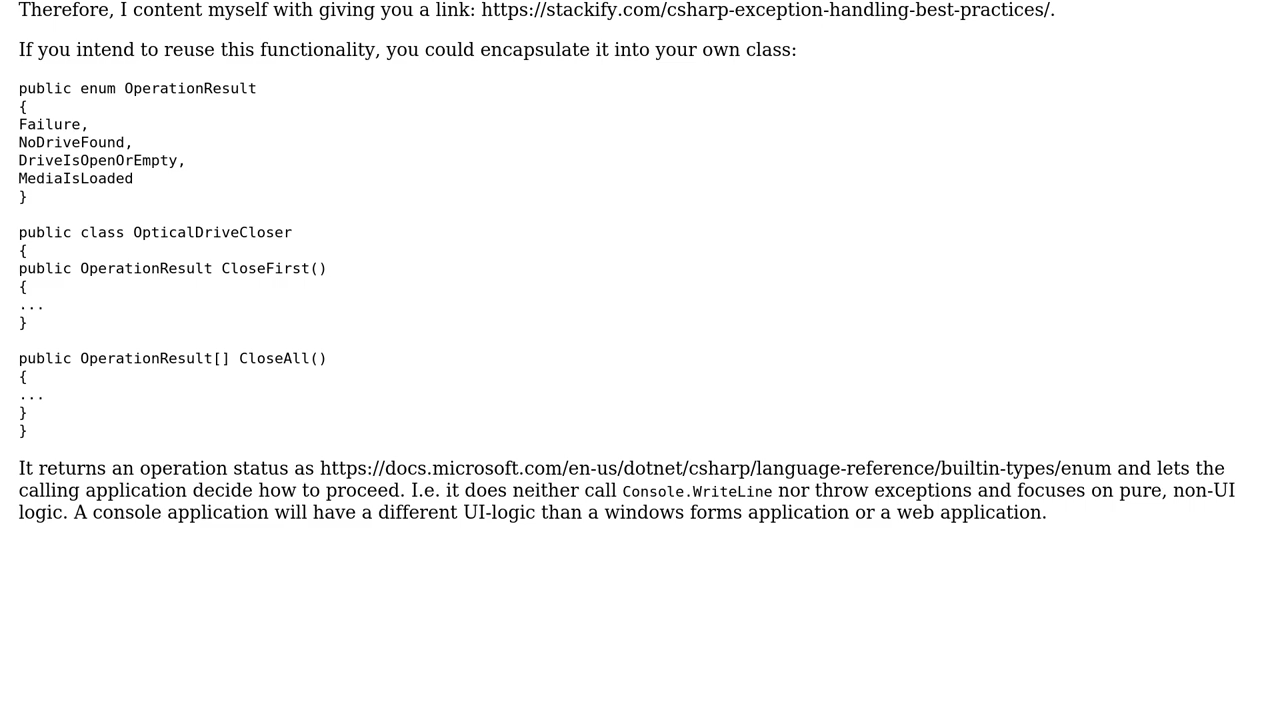 Therefore, I content myself with giving you a link: https://stackify.com/csharp-exception-handling-best-practices/.
If you intend to reuse this functionality, you could encapsulate it into your own class:
public enum OperationResult
{
Failure,
NoDriveFound,
DriveIsOpenOrEmpty,
MediaIsLoaded
}
public class OpticalDriveCloser
{
public OperationResult CloseFirst()
{
...
}
public OperationResult[] CloseAll()
{
...
}
}
It returns an operation status as https://docs.microsoft.com/en-us/dotnet/csharp/language-reference/builtin-types/enum and lets the
calling application decide how to proceed. I.e. it does neither call Console.WriteLine nor throw exceptions and focuses on pure, non-UI
logic. A console application will have a different UI-logic than a windows forms application or a web application.